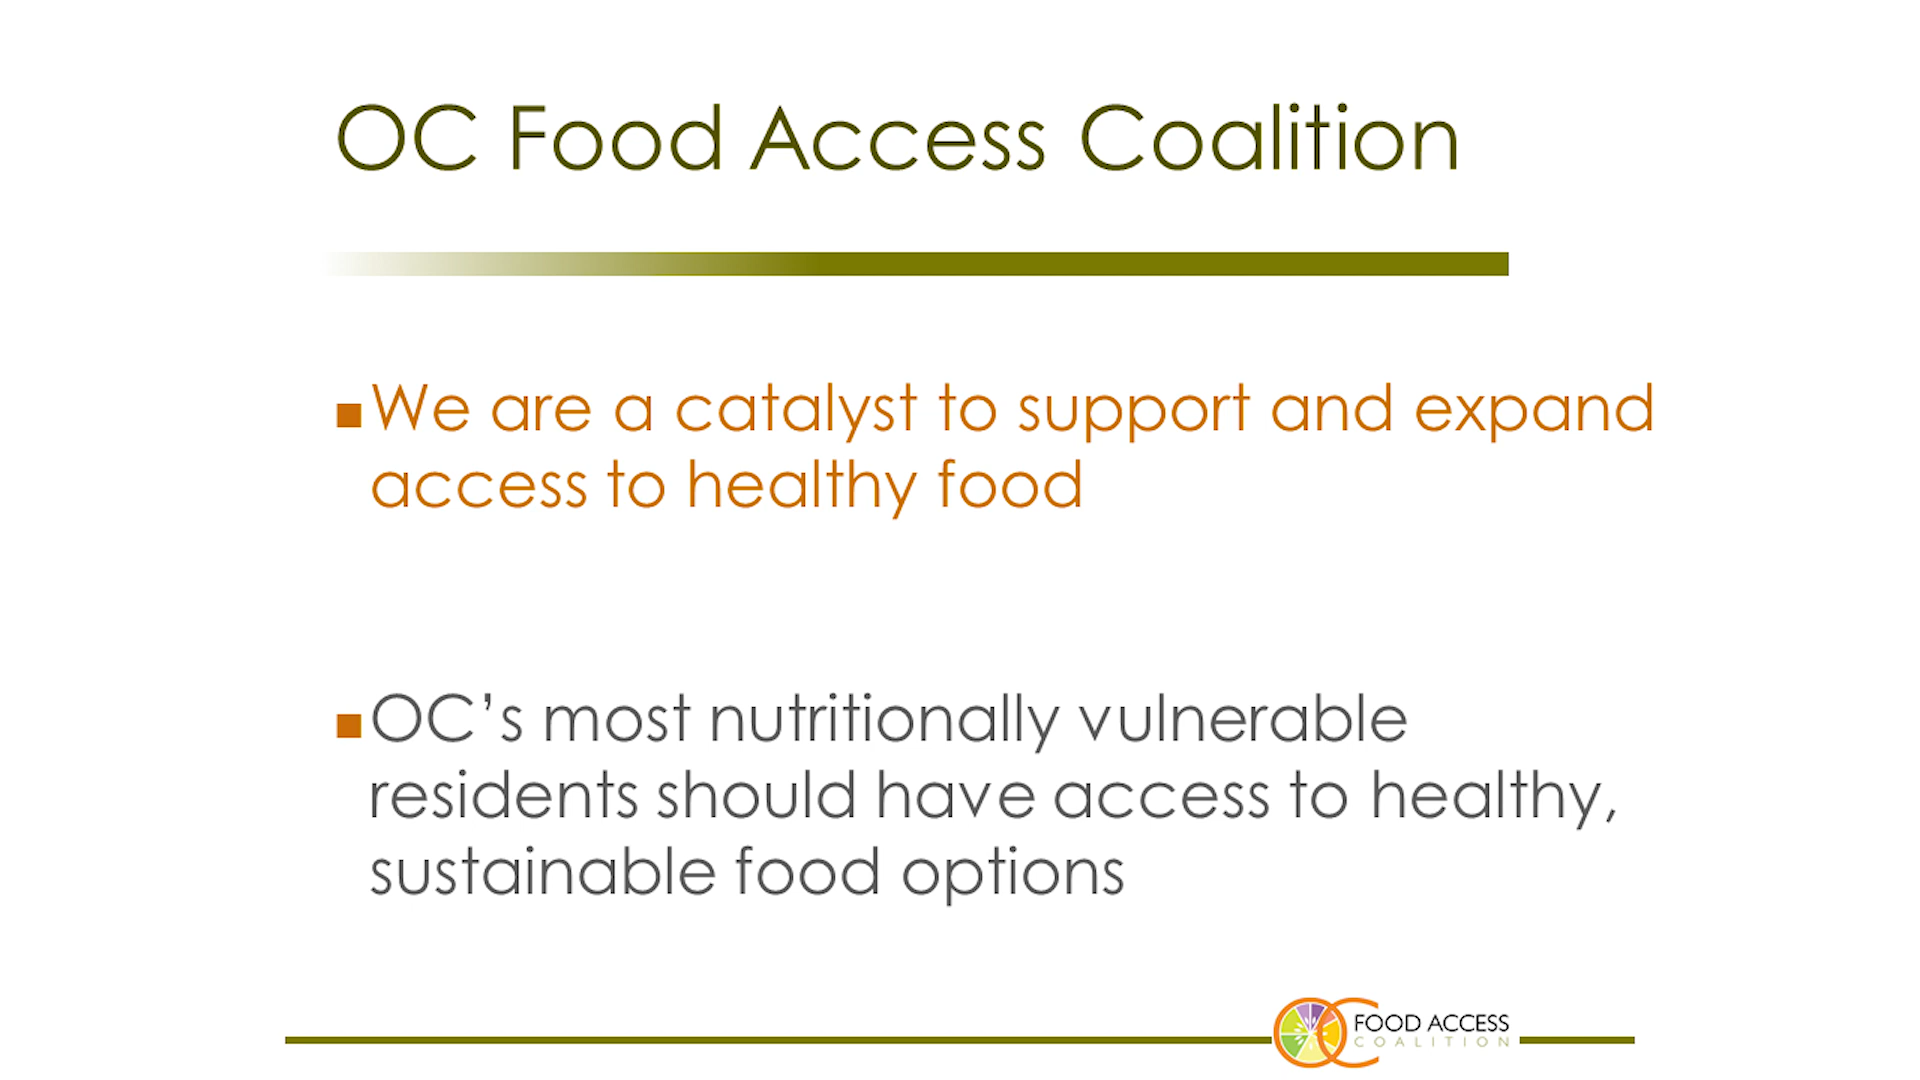 OC Food Access Coalition
We are a catalyst to support and expand
access to healthy food
OC’s most nutritionally vulnerable
residents should have access to healthy,
sustainable food options
OC FOOD ACCESS
COALITION